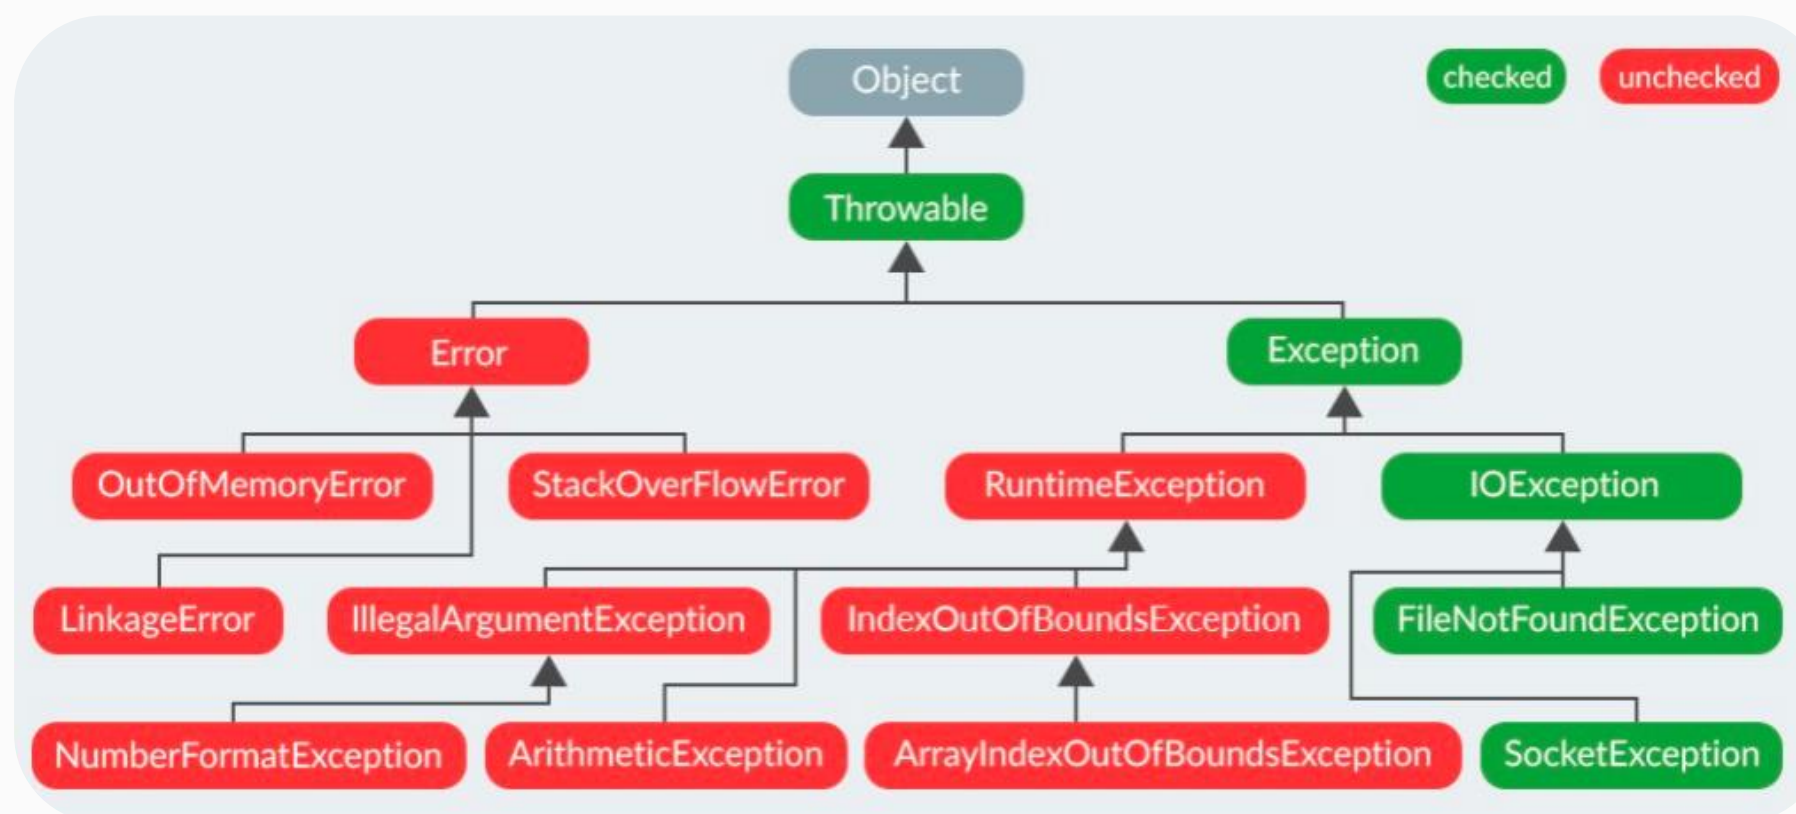 Object
checked
unchecked
Throwable
Error
Exception
OutOfMemoryError
StackOverFlowError
RuntimeException
IOException
LinkageError
IllegalArgumentException
IndexOutOfBoundsException
FileNotFoundException
NumberFormatException
ArithmeticException
ArrayIndexOutOfBoundsException
SocketException